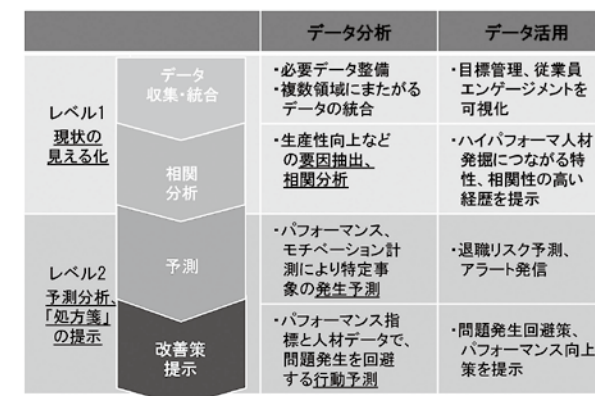 データ分析
データ活用
レベル1
現状の
見える化
データ
収集・統合
・必要データ整備
・複数領域にまたがる
データの統合
・目標管理、従業員
エンゲージメントを
可視化
相関
分析
・生産性向上など
の要因抽出、
相関分析
・ハイパフォーマ人材
発掘につながる特
性、相関性の高い
経歴を提示
レベル2
予測分析、
「処方箋」
の提示
予測
・パフォーマンス、
モチベーション計
測により特定事
象の発生予測
・退職リスク予測、
アラート発信
改善策
提示
・パフォーマンス指
標と人材データで、
問題発生を回避
する行動予測
・問題発生回避策、
パフォーマンス向上
策を提示